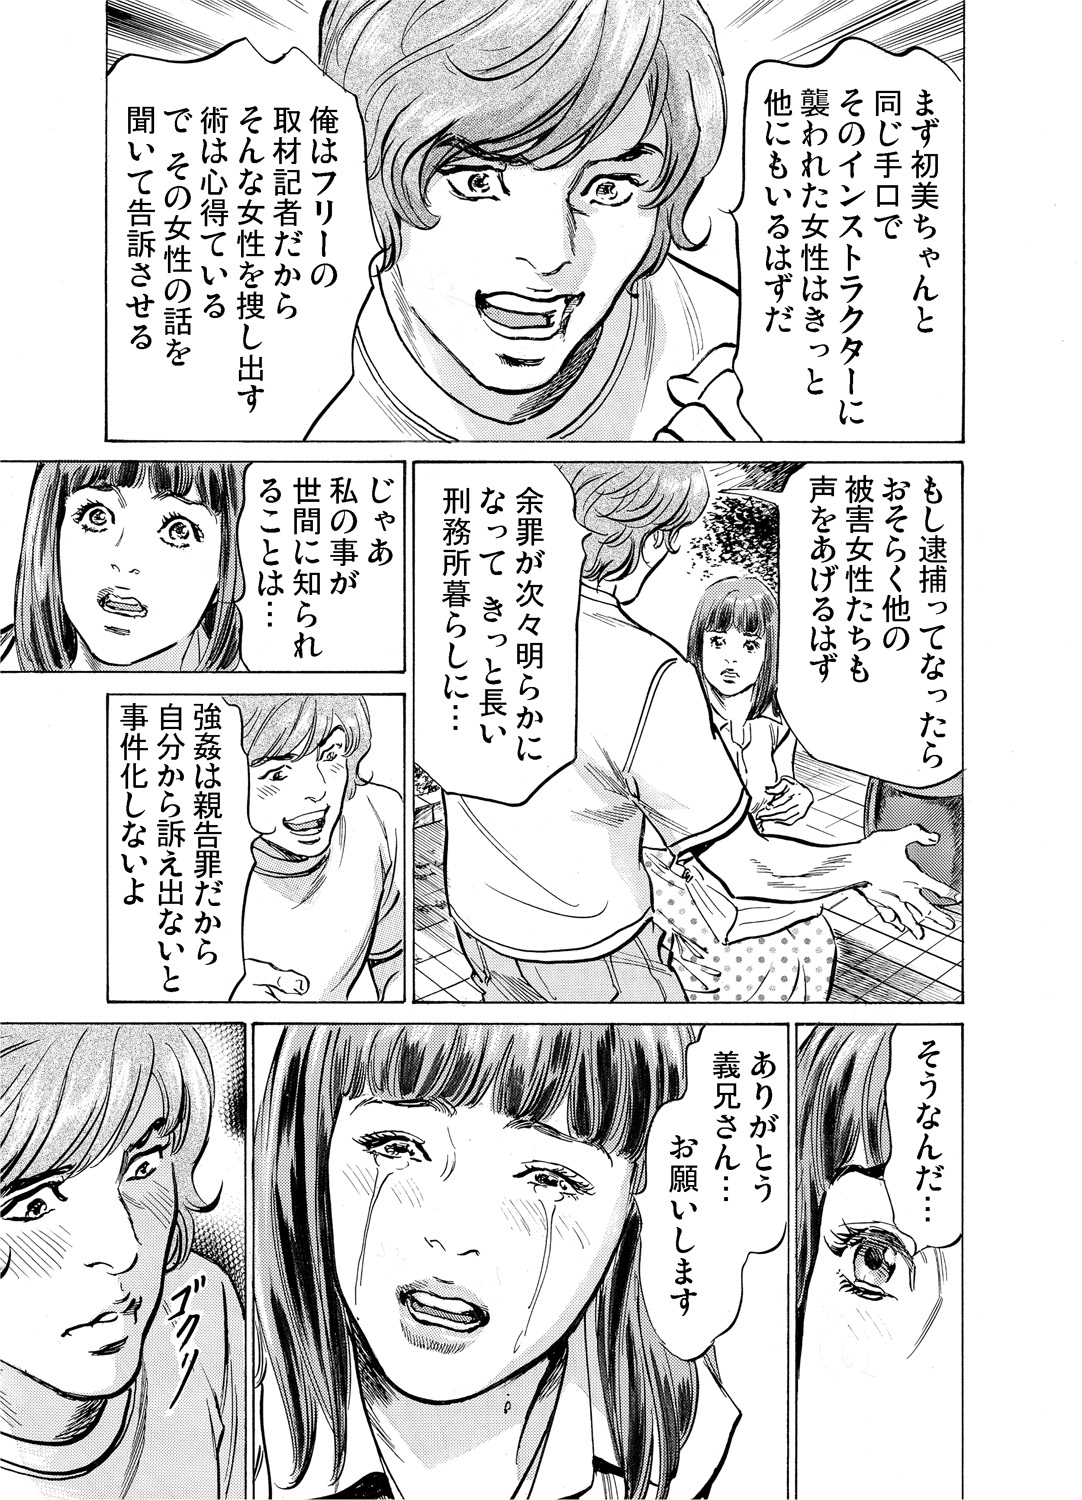 まず初美ちゃんと
同じ手口で
そのインストラクターに
襲われた女性はきっと
他にもいるはずだ
俺はフリーの
取材記者だから
そんな女性を捜し出す
術は心得ている
で その女性の話を
聞いて告訴させる
もし逮捕ってなったら
おそらく他の
被害女性たちも
声をあげるはず
余罪が次々明らかに
なって きっと長い
刑務所暮らしに…
じゃあ
私の事が
世間に知られ
ることは…
強姦は親告罪だから
自分から訴え出ないと
事件化しないよ
そうなんだ…
ありがとう
義兄さん…
お願いします
ゴクリ